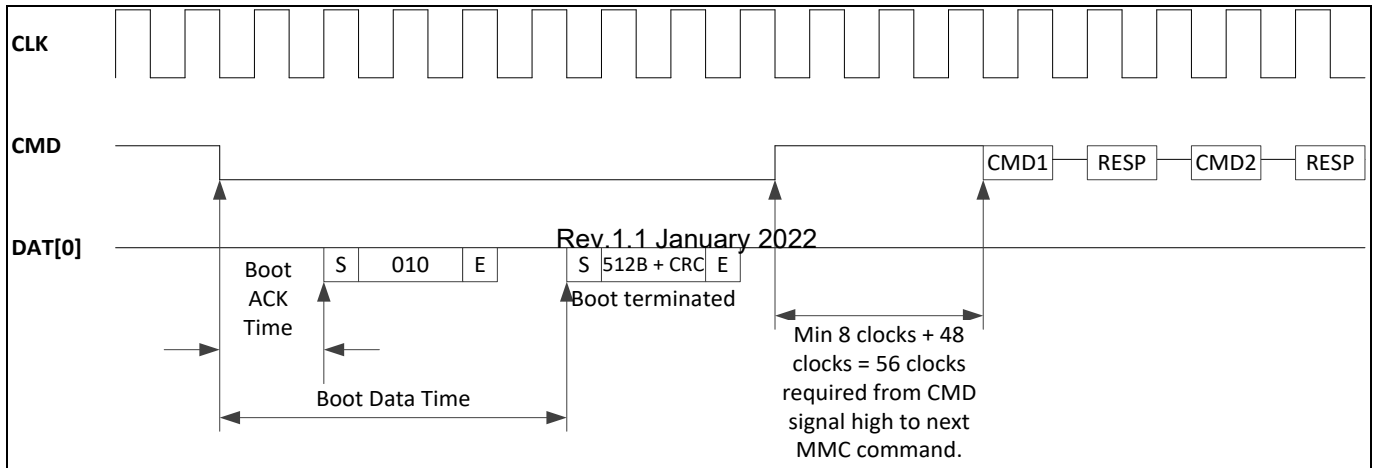 CLK
CMD
CMD1 RESP CMD2 RESP
DAT[0]
Rev.1.1 January 2022
S 010 E S 512B + CRC E
Boot
ACK
Time
Boot terminated
Boot Data Time
Min 8 clocks + 48
clocks = 56 clocks
required from CMD
signal high to next
MMC command.